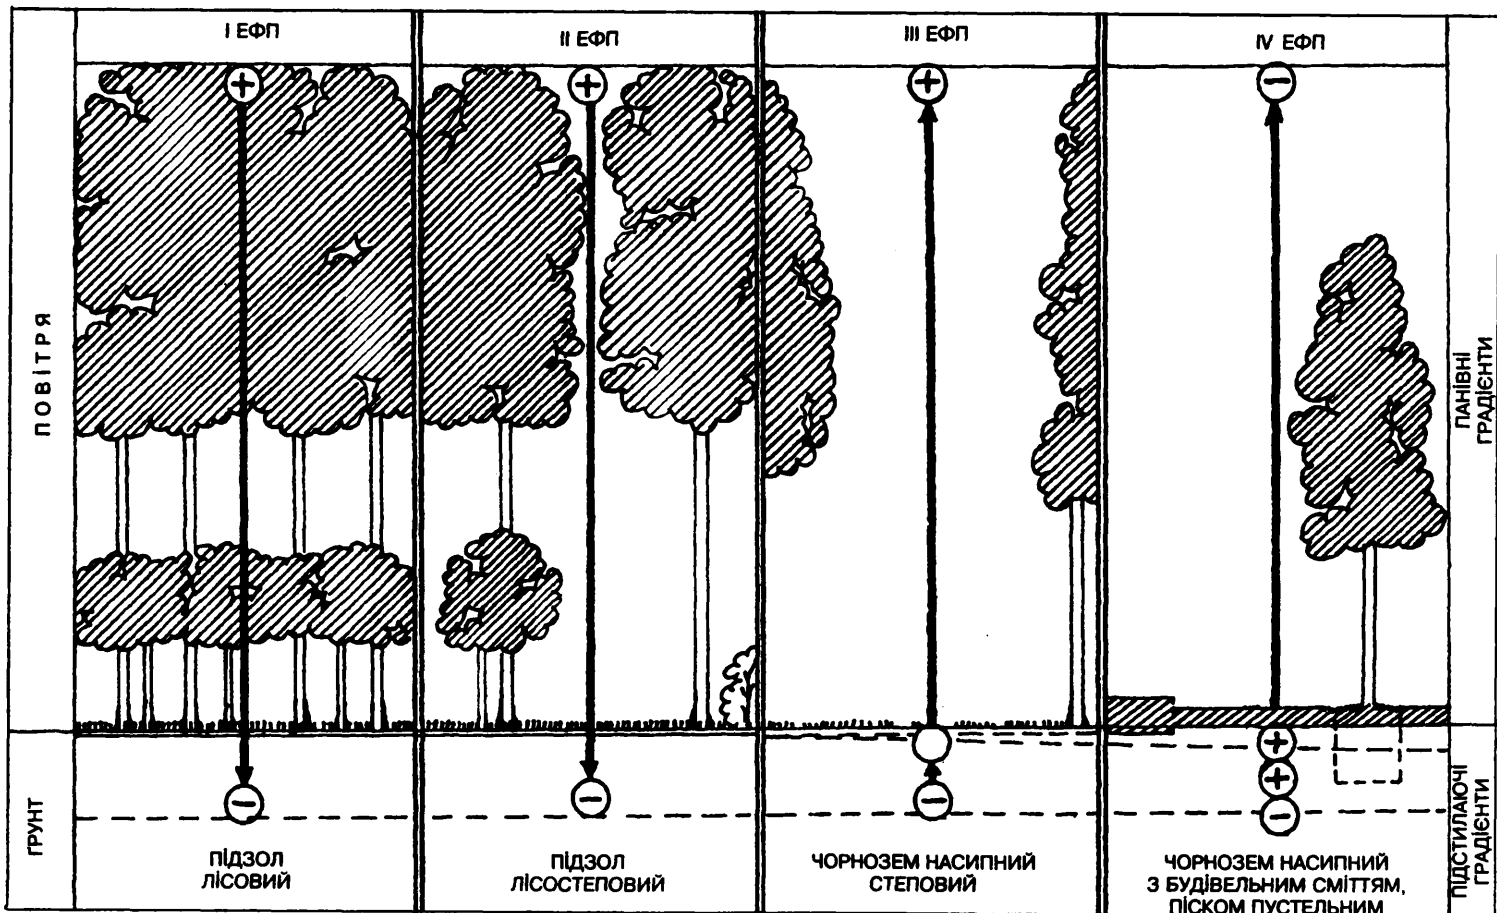 І ЕФП
ІІ ЕФП
ІІІ ЕФП
ІV ЕФП
ПОВІТРЯ
ПАНІВНІ
ГРАДІЄНТИ
+
+
+
−
−
−
−
+
+
−
ГРУНТ
ПІДЗОЛ
ЛІСОВИЙ
ПІДЗОЛ
ЛІСОСТЕПОВИЙ
ЧОРНОЗЕМ НАСИПНИЙ
СТЕПОВИЙ
ЧОРНОЗЕМ НАСИПНИЙ
З БУДІВЕЛЬНИМ СМІТТЯМ,
ПІСКОМ ПУСТЕЛЬНИМ
ПІДСТИЛАЮЧІ
ГРАДІЄНТИ